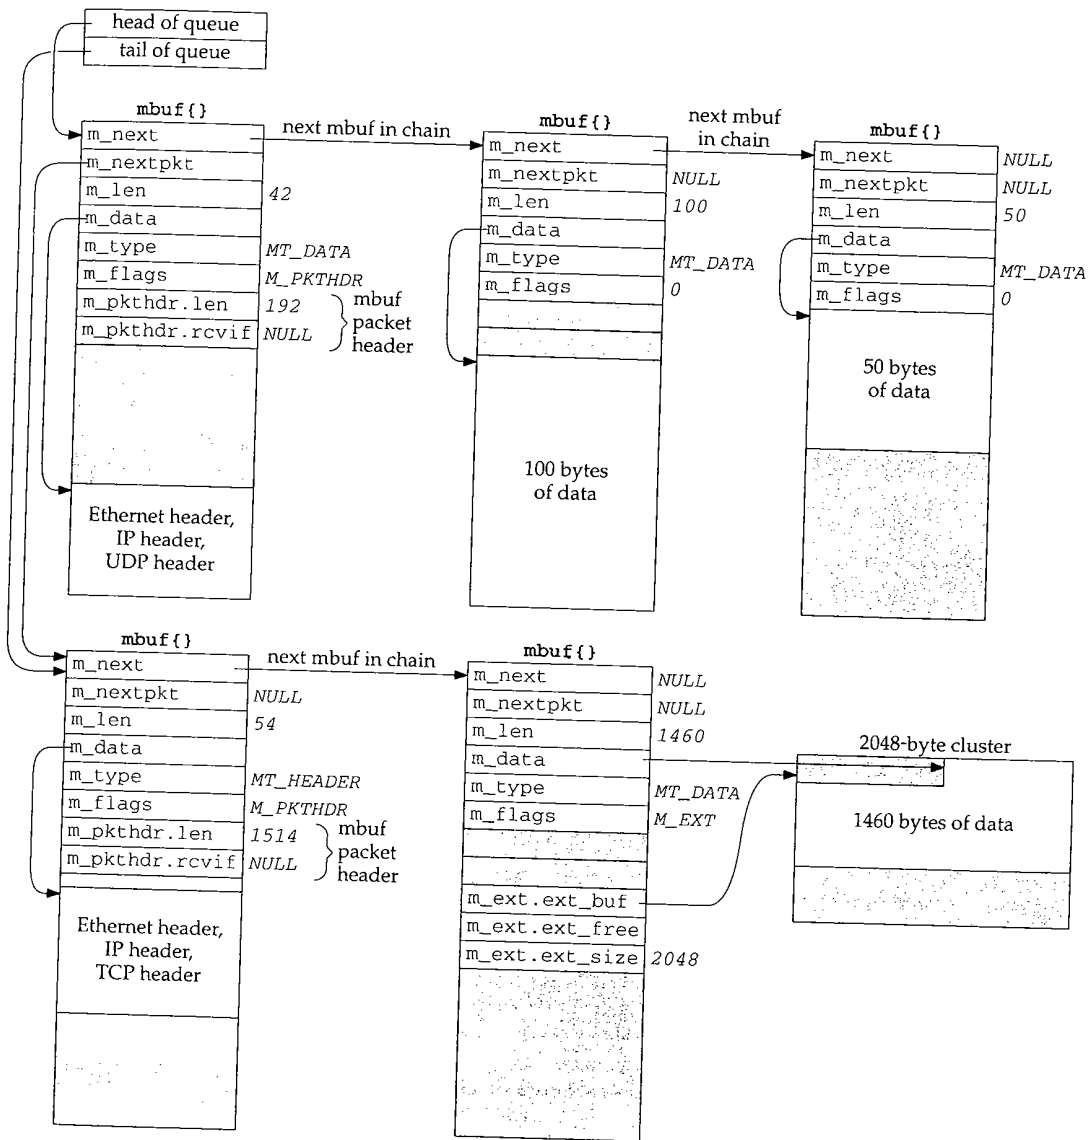 head of queue
tail of queue
mbuf{}
m_next
m_nextpkt
m_len 42
m_data
m_type MT_DATA
m_flags M_PKTHDR
m_pkthdr.len 192
m_pkthdr.rcvif NULL
mbuf
packet
header
Ethernet header,
IP header,
UDP header
next mbuf in chain
mbuf{}
m_next
m_nextpkt NULL
m_len 100
m_data
m_type MT_DATA
m_flags 0
100 bytes
of data
next mbuf
in chain
mbuf{}
m_next NULL
m_nextpkt NULL
m_len 50
m_data
m_type MT_DATA
m_flags 0
50 bytes
of data
mbuf{}
m_next
m_nextpkt NULL
m_len 54
m_data
m_type MT_HEADER
m_flags M_PKTHDR
m_pkthdr.len 1514
m_pkthdr.rcvif NULL
mbuf
packet
header
Ethernet header,
IP header,
TCP header
next mbuf in chain
mbuf{}
m_next NULL
m_nextpkt NULL
m_len 1460
m_data
m_type MT_DATA
m_flags M_EXT
m_ext.ext_buf
m_ext.ext_free
m_ext.ext_size 2048
2048-byte cluster
1460 bytes of data